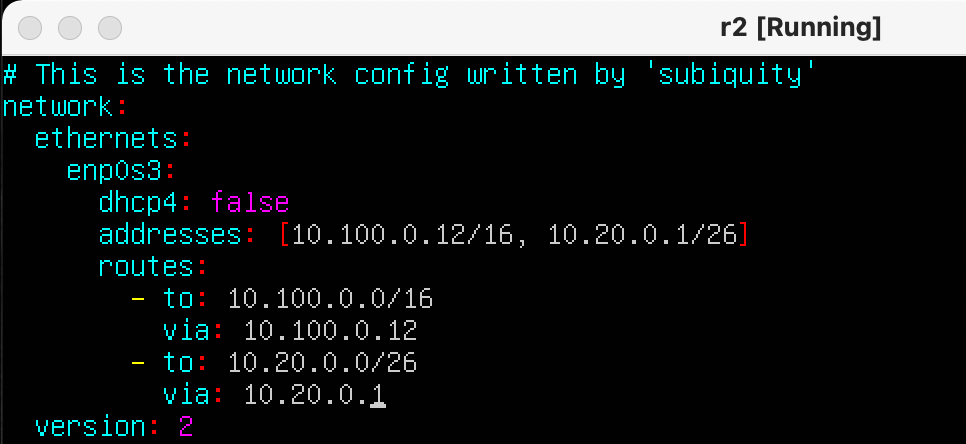 r2 [Running]
# This is the network config written by 'subiquity'
network:
  ethernets:
    enp0s3:
      dhcp4: false
      addresses: [10.100.0.12/16, 10.20.0.1/26]
      routes:
        - to: 10.100.0.0/16
          via: 10.100.0.12
        - to: 10.20.0.0/26
          via: 10.20.0.1
  version: 2